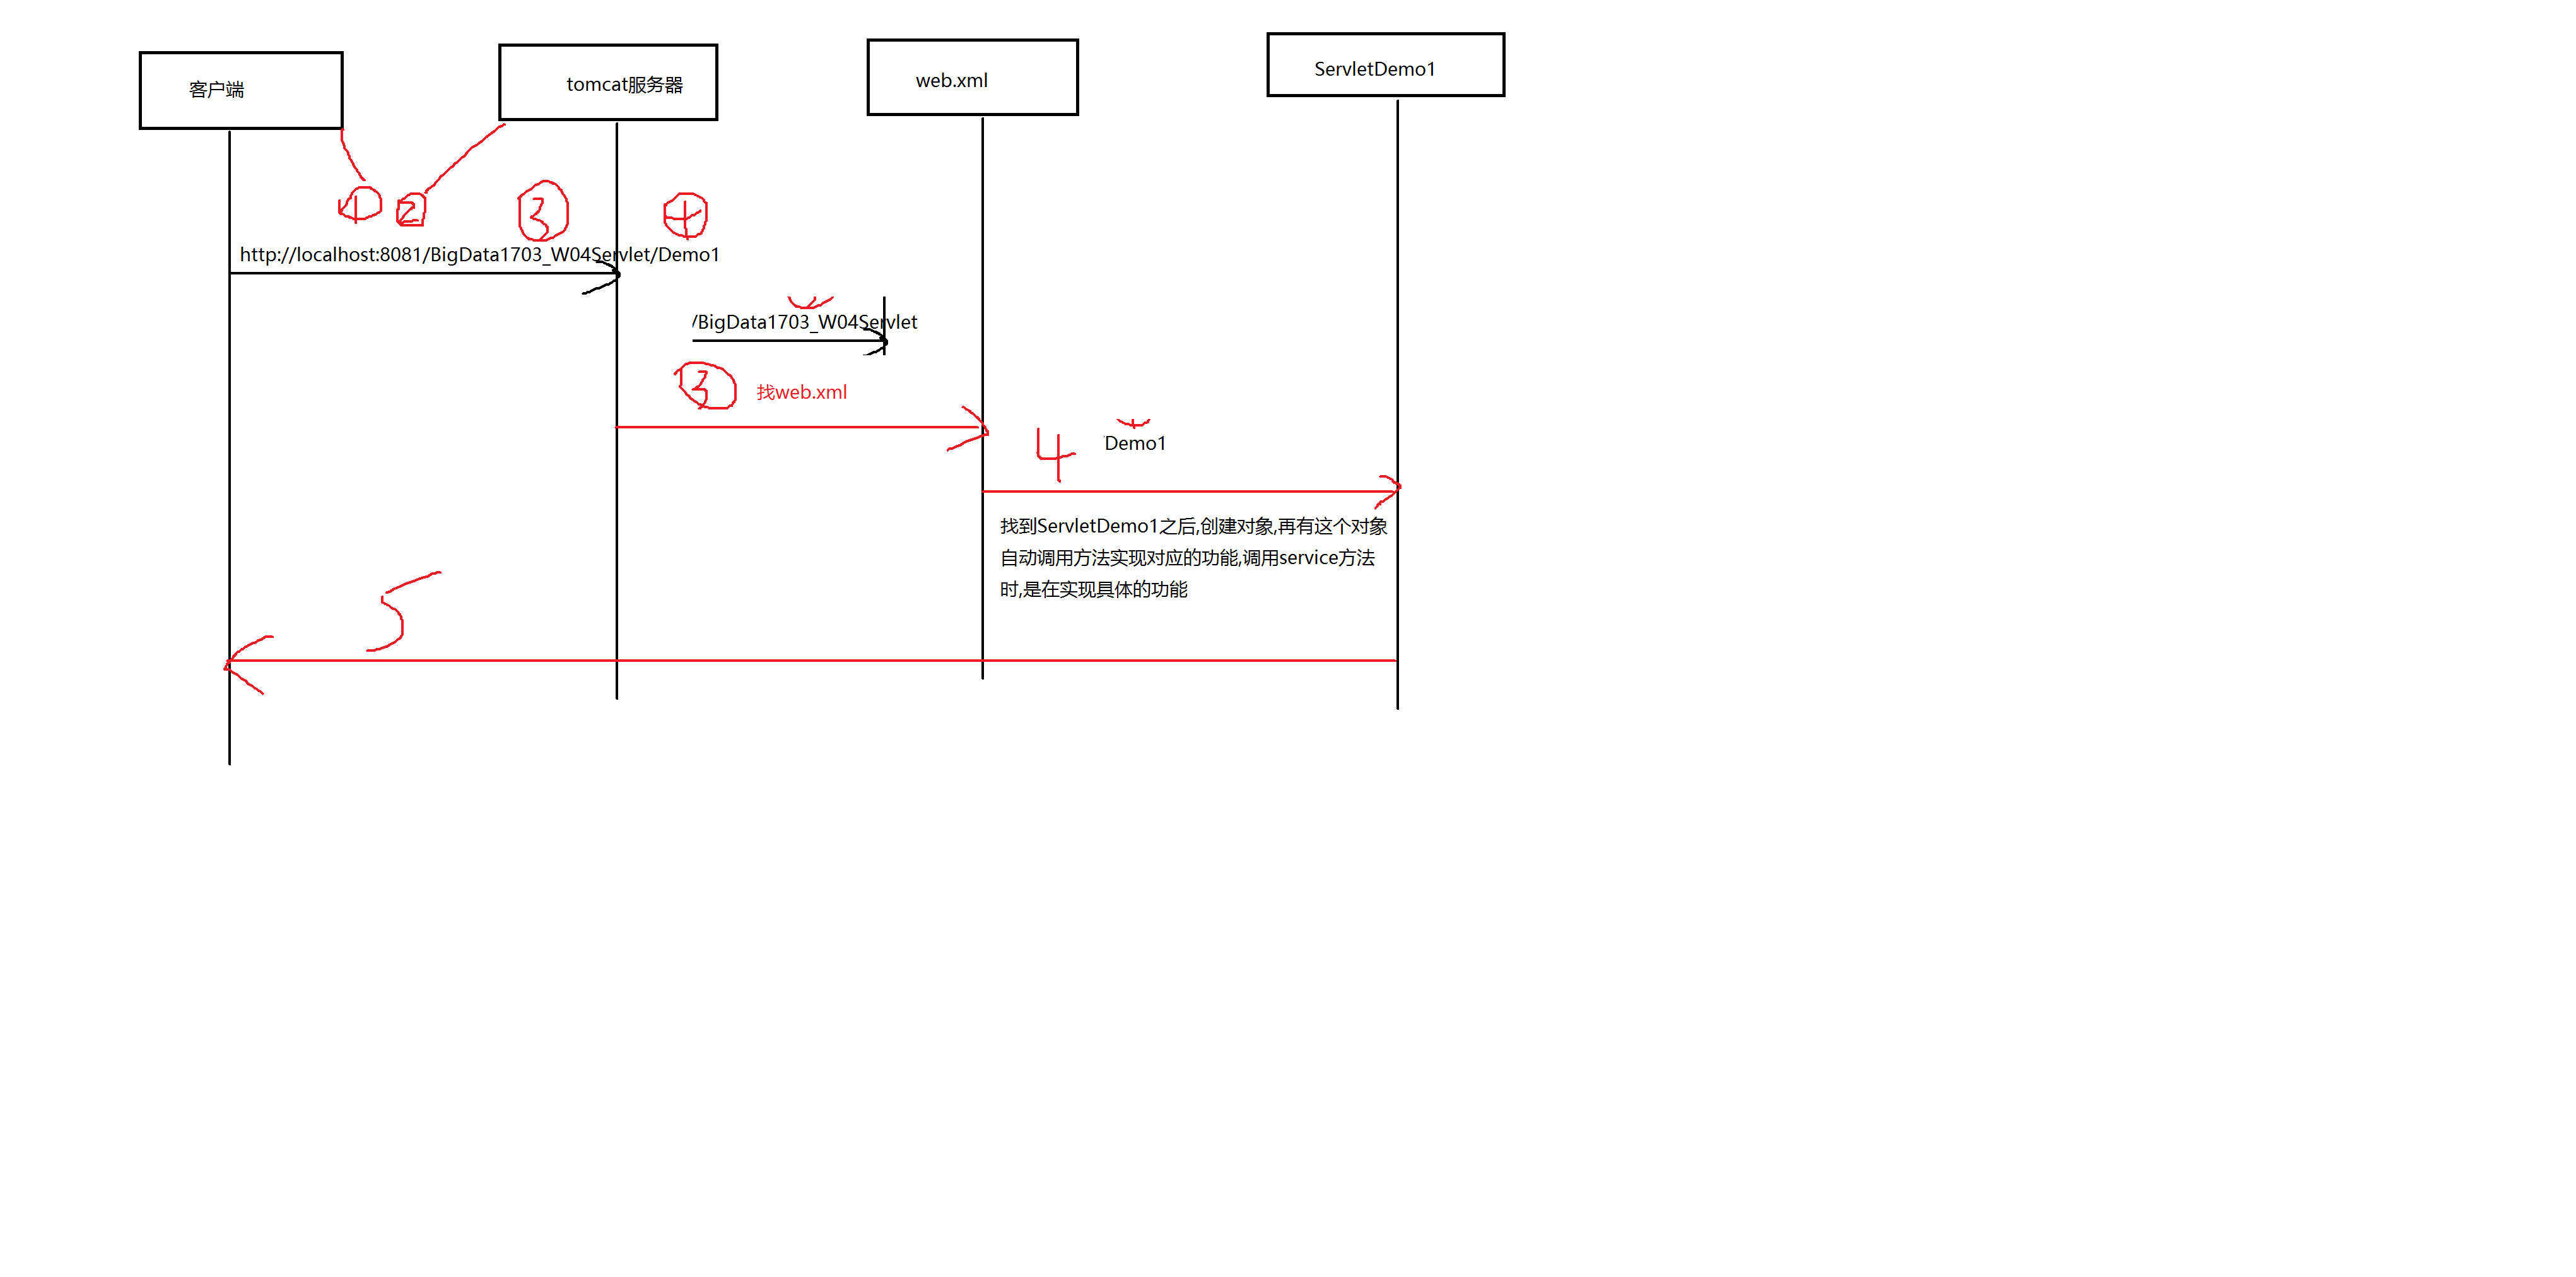 客户端
tomcat服务器
web.xml
ServletDemo1
1 2 3 4
http://localhost:8081/BigData1703_W04Servlet/Demo1
/BigData1703_W04Servlet
3 找web.xml
4 Demo1
找到ServletDemo1之后,创建对象,再有这个对象
自动调用方法实现对应的功能,调用service方法
时,是在实现具体的功能
5